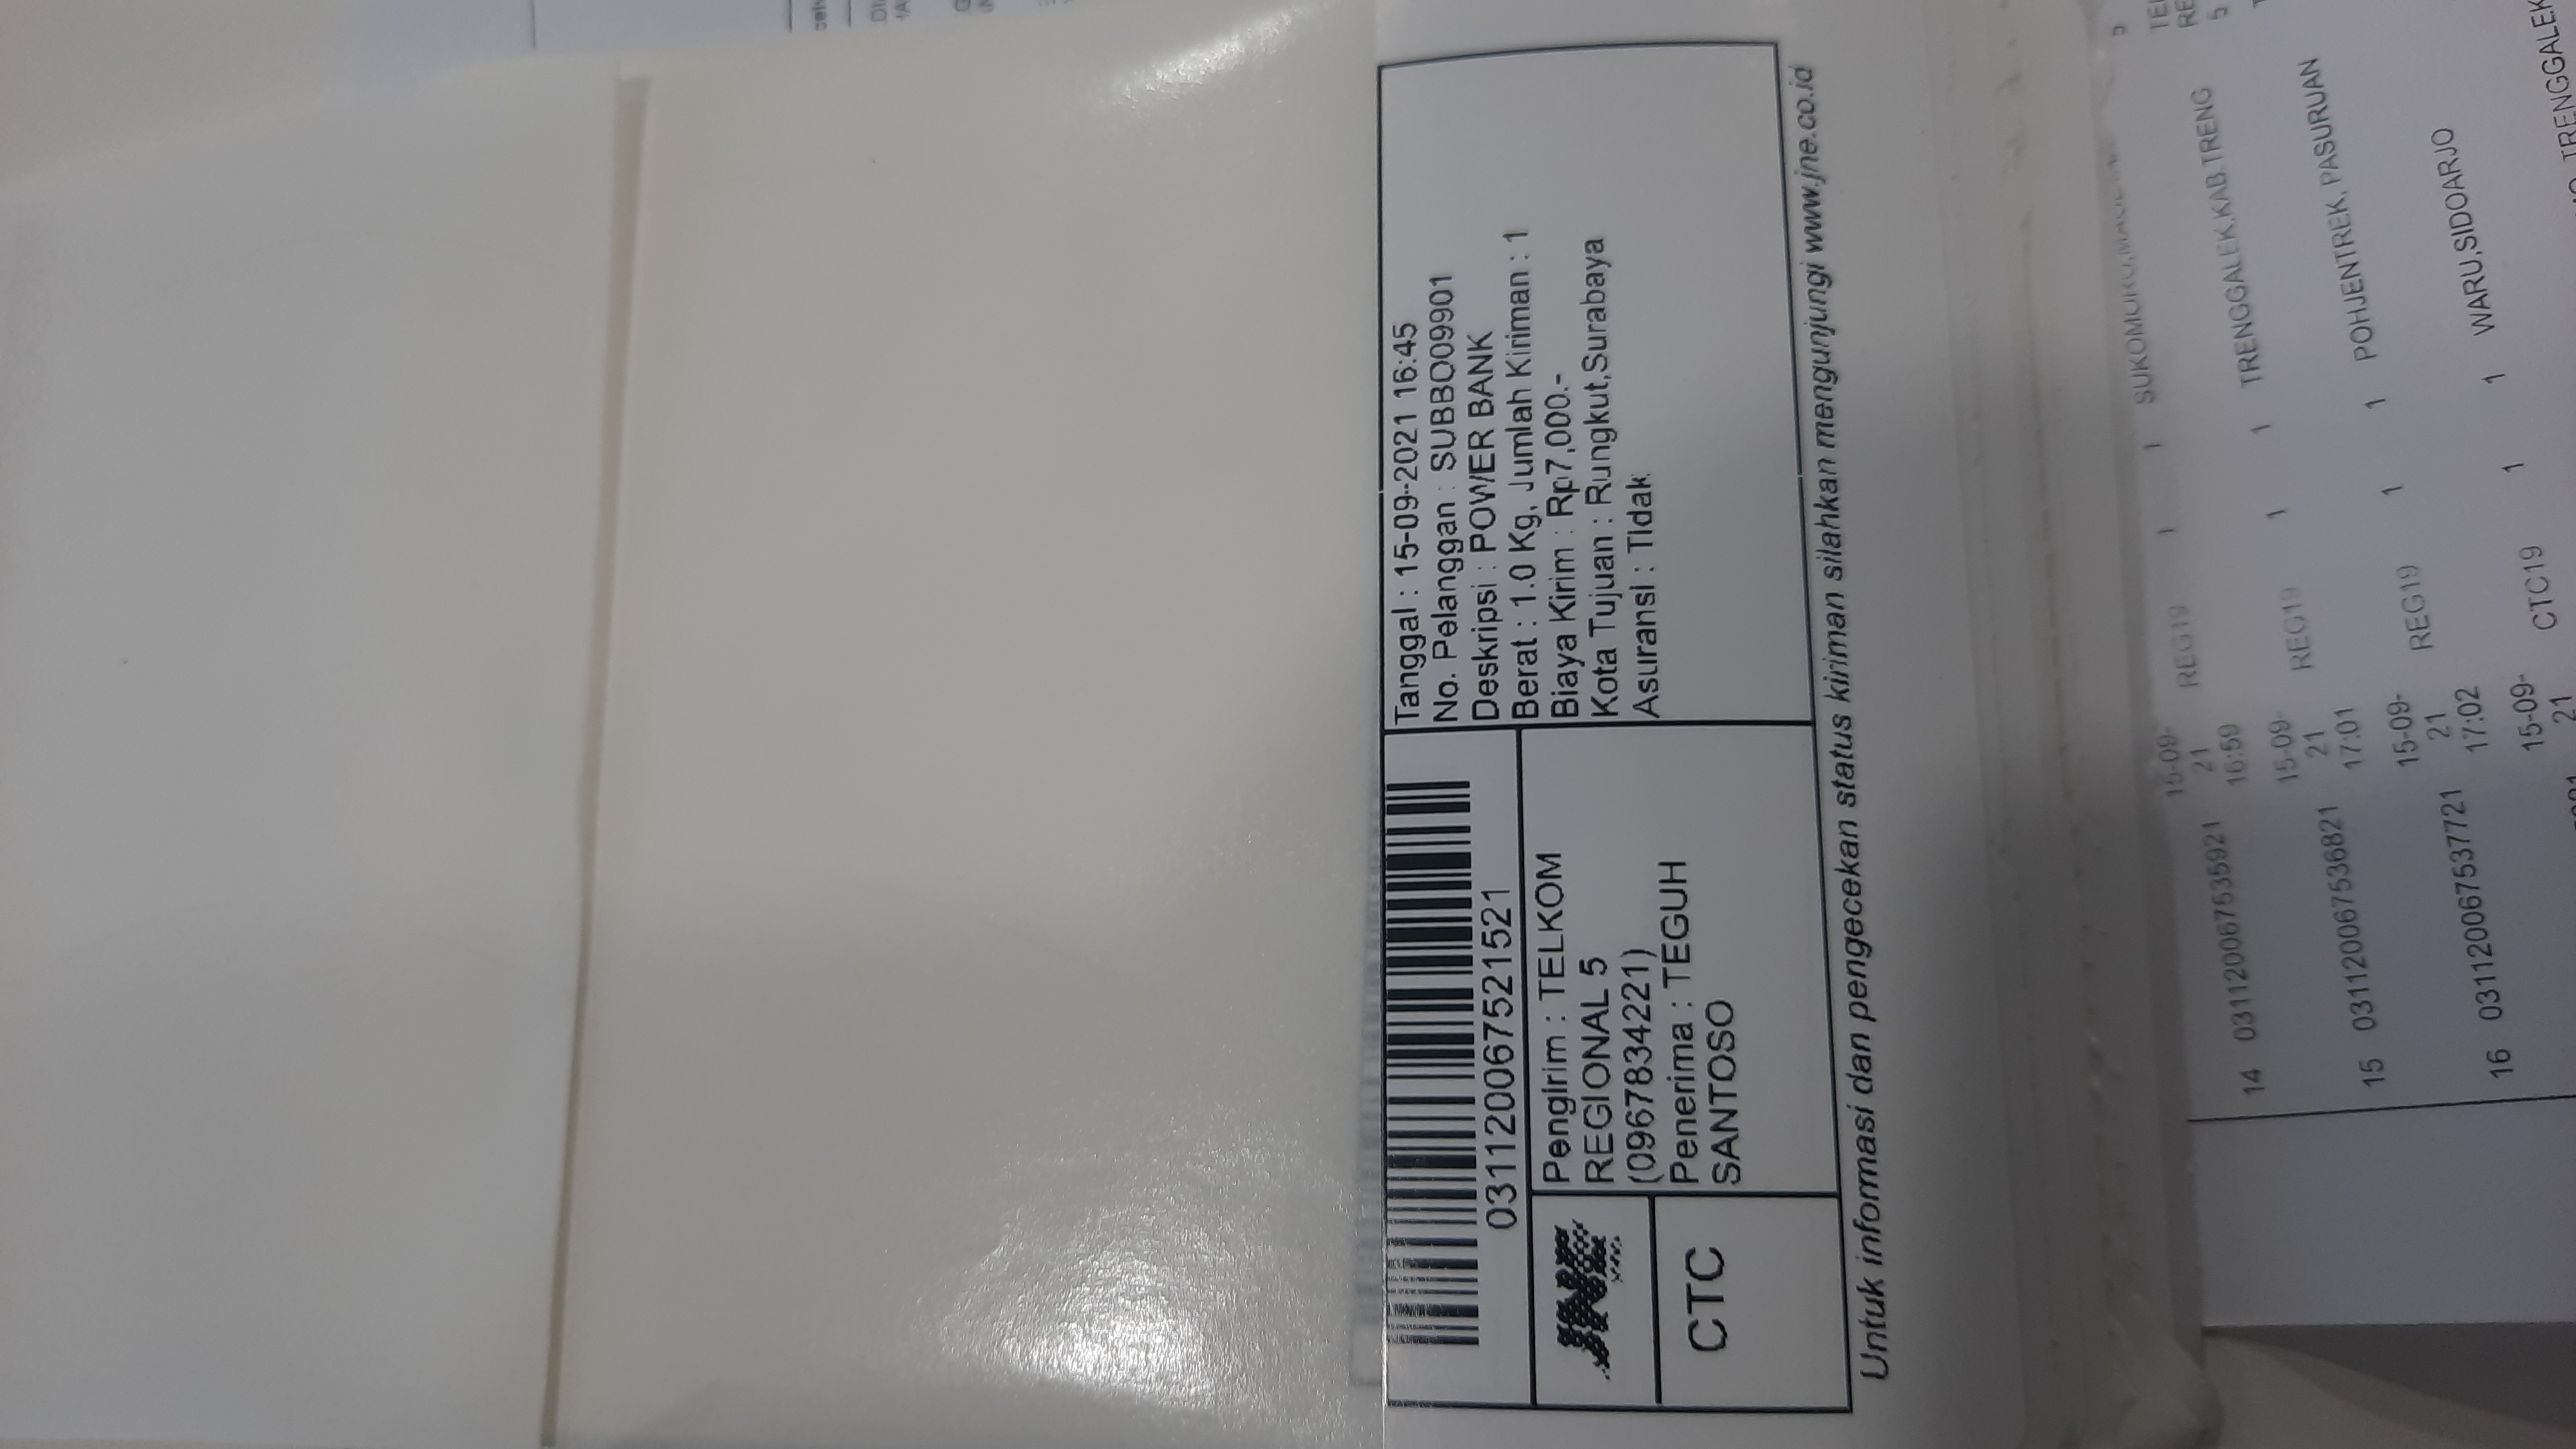 031120067521521
JNE
CTC
Pengirim : TELKOM
REGIONAL 5
(0967834221)
Penerima : TEGUH
SANTOSO
Tanggal : 15-09-2021 16:45
No. Pelanggan : SUBBO09901
Deskripsi : POWER BANK
Berat : 1.0 Kg, Jumlah Kiriman : 1
Biaya Kirim : Rp7,000.-
Kota Tujuan : Rungkut,Surabaya
Asuransi : Tidak
Untuk informasi dan pengecekan status kiriman silahkan mengunjungi www.jne.co.id
14 031120067535921 15-09-
21
16:59 REG19 1 1
15 031120067536821 15-09-
21
17:01 REG19 1 1 TRENGGALEK,KAB.TRENG
16 031120067537721 15-09-
21
17:02 REG19 1 1 POHJENTREK, PASURUAN
15-09-
21 CTC19 1 1 WARU,SIDOARJO